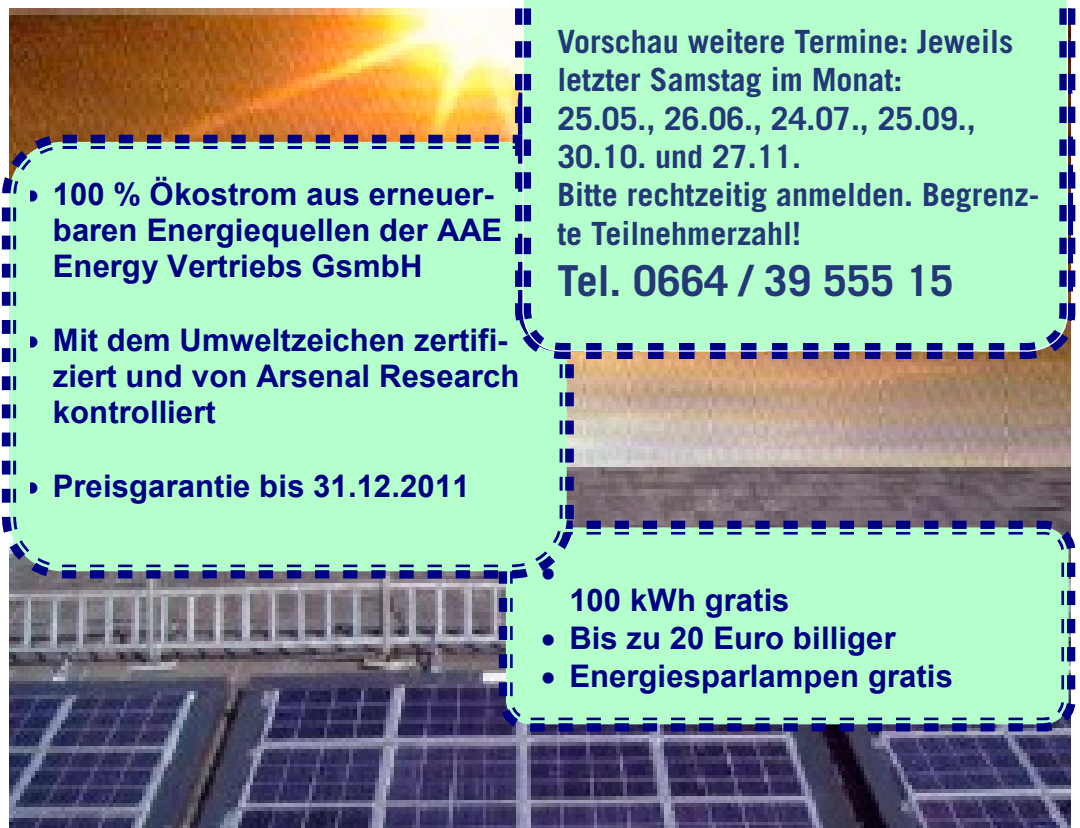 Vorschau weitere Termine: Jeweils
letzter Samstag im Monat:
25.05., 26.06., 24.07., 25.09.,
30.10. und 27.11.
Bitte rechtzeitig anmelden. Begrenz-
te Teilnehmerzahl!
Tel. 0664 / 39 555 15
• 100 % Ökostrom aus erneuer-
baren Energiequellen der AAE
Energy Vertriebs GsmbH
• Mit dem Umweltzeichen zertifi-
ziert und von Arsenal Research
kontrolliert
• Preisgarantie bis 31.12.2011
•
100 kWh gratis
• Bis zu 20 Euro billiger
• Energiesparlampen gratis